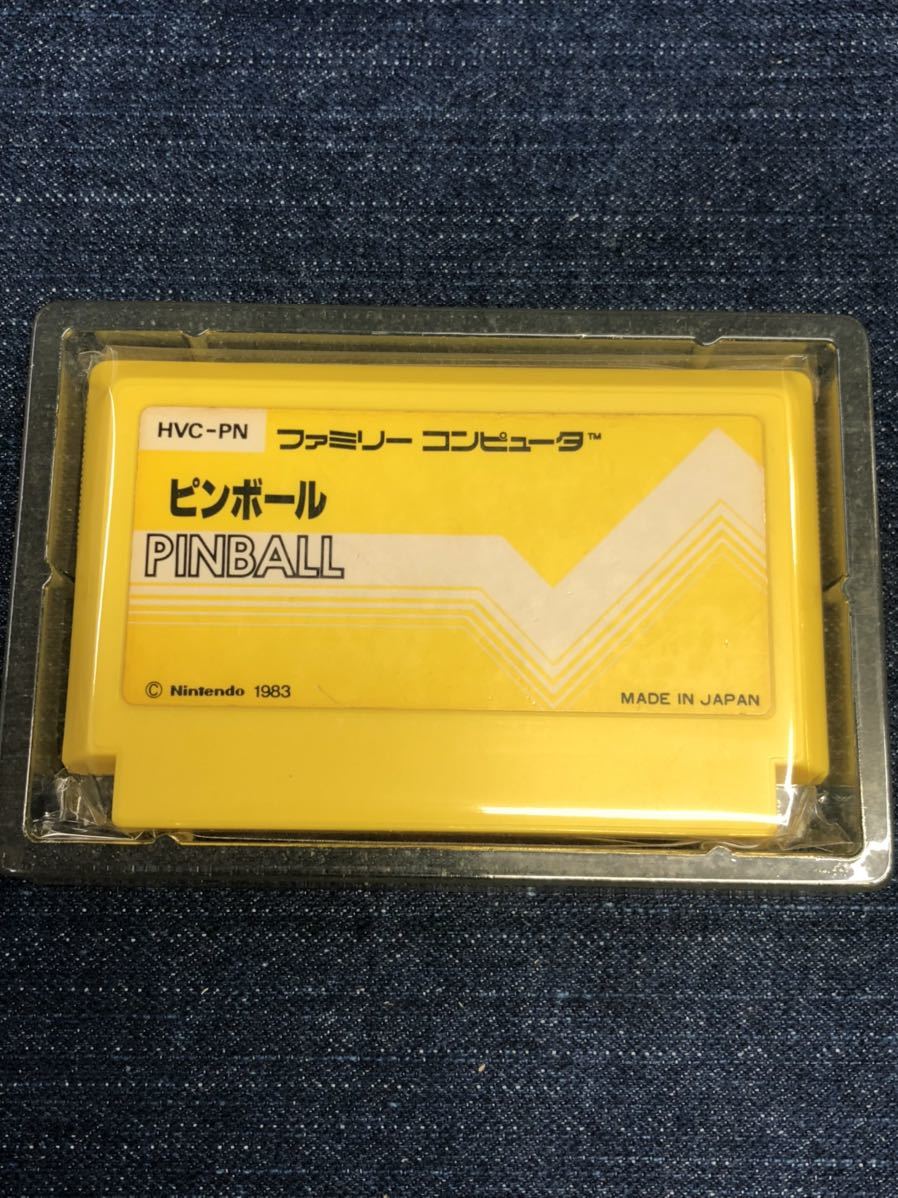 HVC-PN
ファミリー コンピュータ™
ピンボール
PINBALL
© Nintendo 1983
MADE IN JAPAN